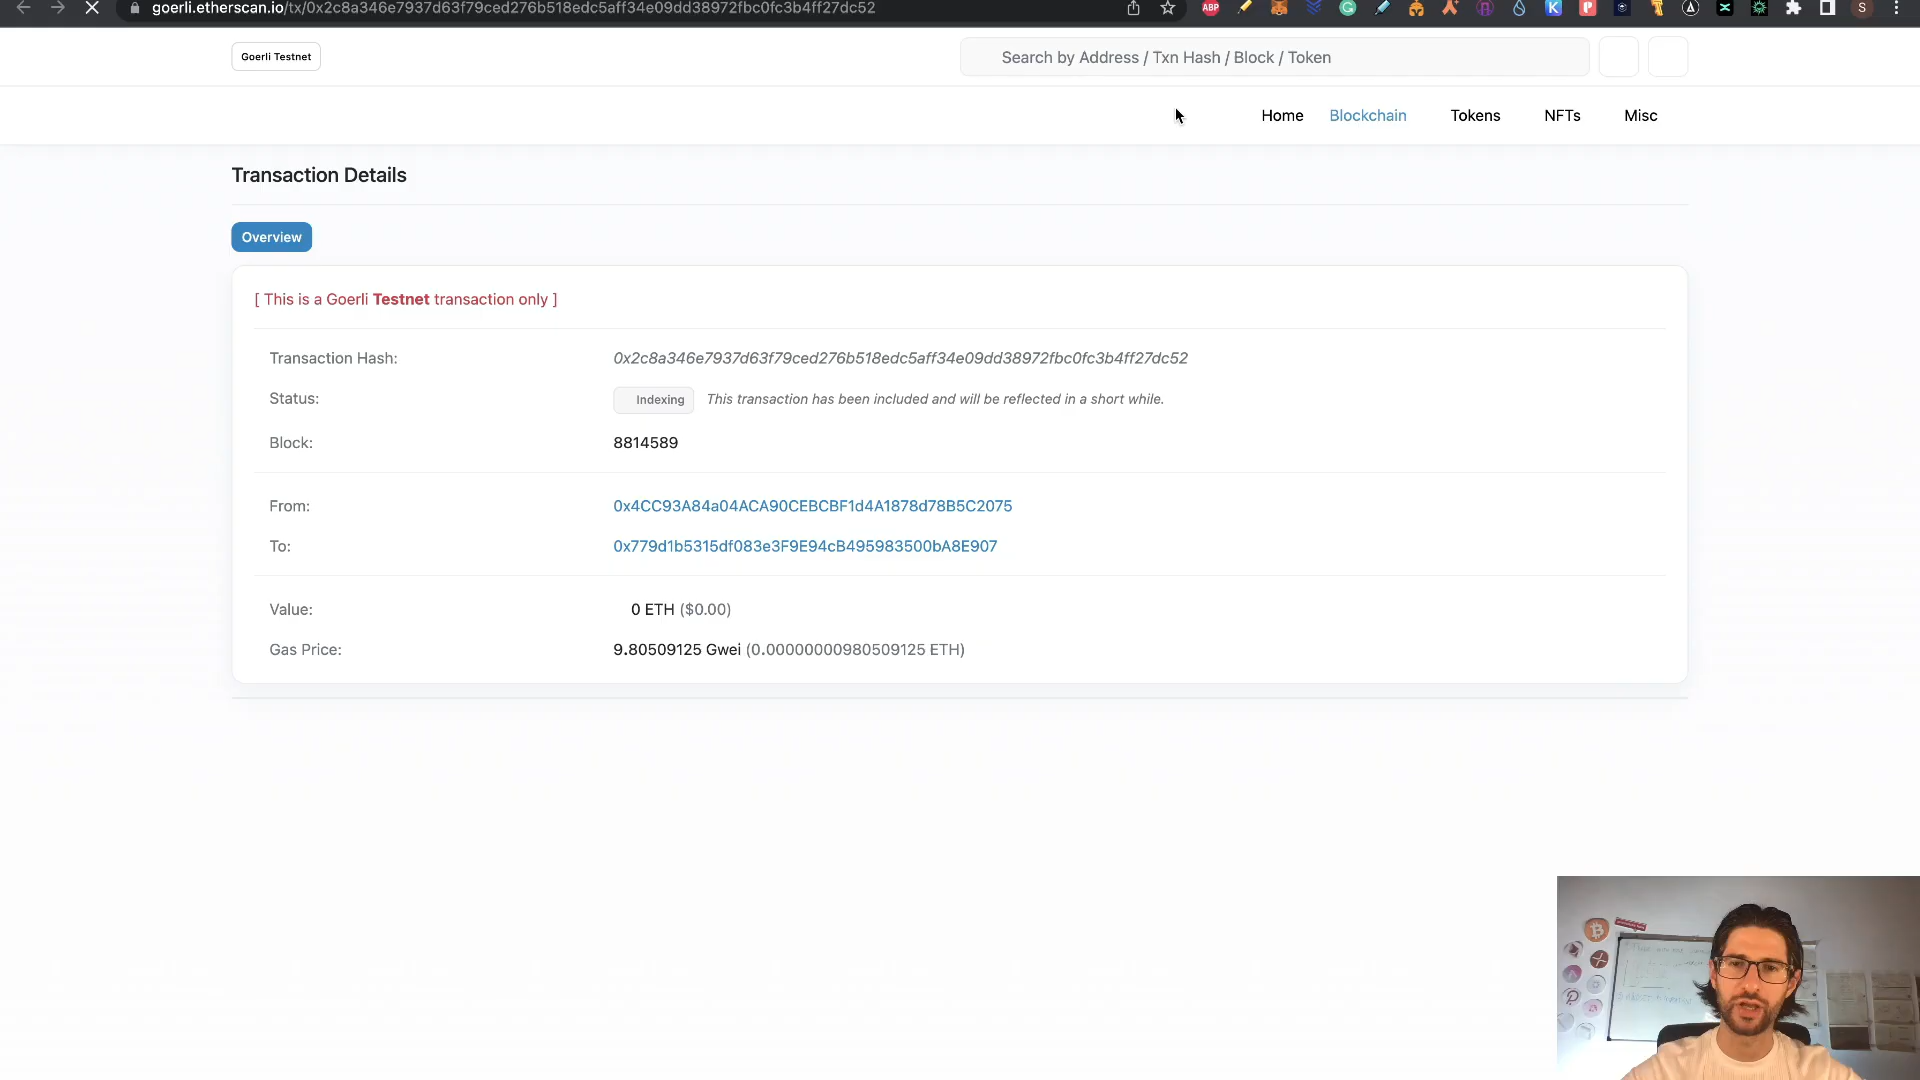 goerli.etherscan.io/tx/0x2c8a346e7937d63f79ced276b518edc5aff34e09dd38972fbc0fc3b4ff27dc52
ABP
K
S
Goerli Testnet
Search by Address / Txn Hash / Block / Token
Home
Blockchain
Tokens
NFTs
Misc
Transaction Details
Overview
[ This is a Goerli Testnet transaction only ]
Transaction Hash:
0x2c8a346e7937d63f79ced276b518edc5aff34e09dd38972fbc0fc3b4ff27dc52
Status:
Indexing
This transaction has been included and will be reflected in a short while.
Block:
8814589
From:
0x4CC93A84a04ACA90CEBCBF1d4A1878d78B5C2075
To:
0x779d1b5315df083e3F9E94cB495983500bA8E907
Value:
0 ETH ($0.00)
Gas Price:
9.80509125 Gwei (0.00000000980509125 ETH)